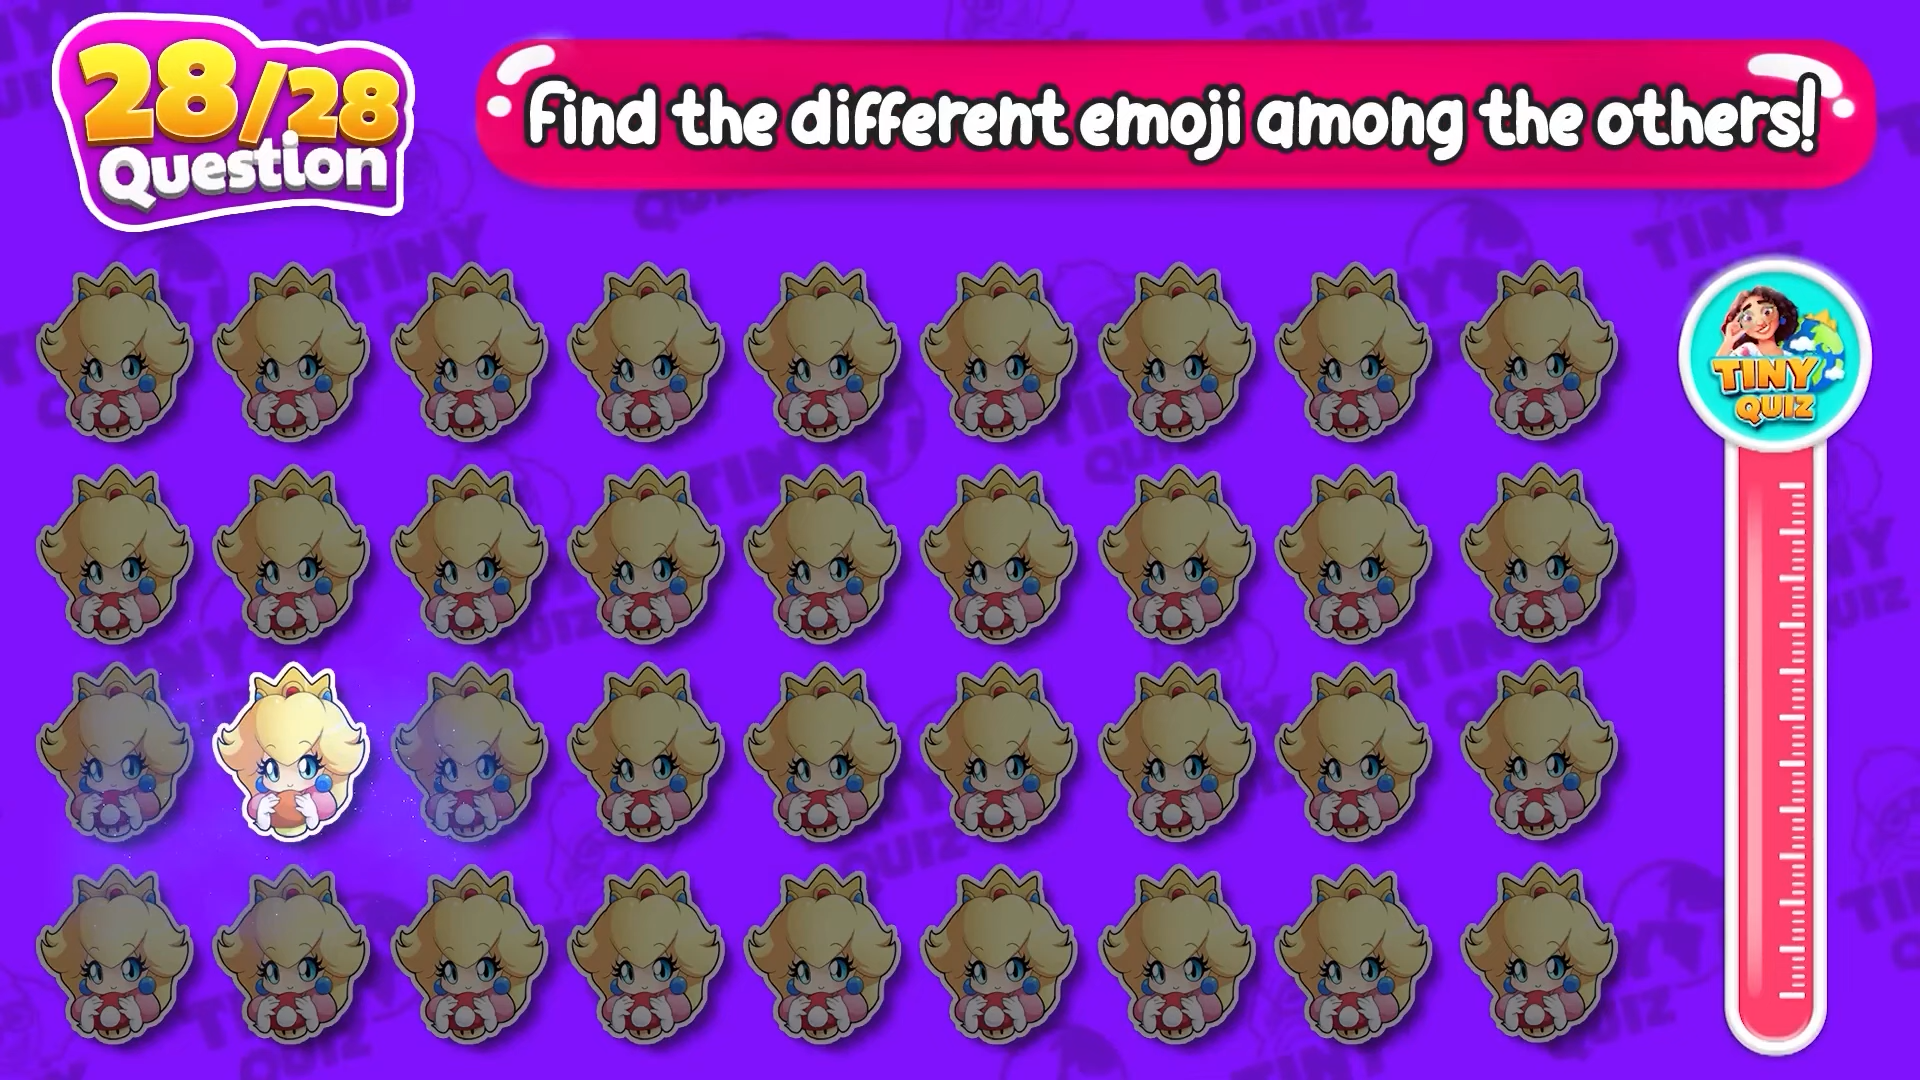 28/28
Question
Find the different emoji among the others!
TINY
QUIZ